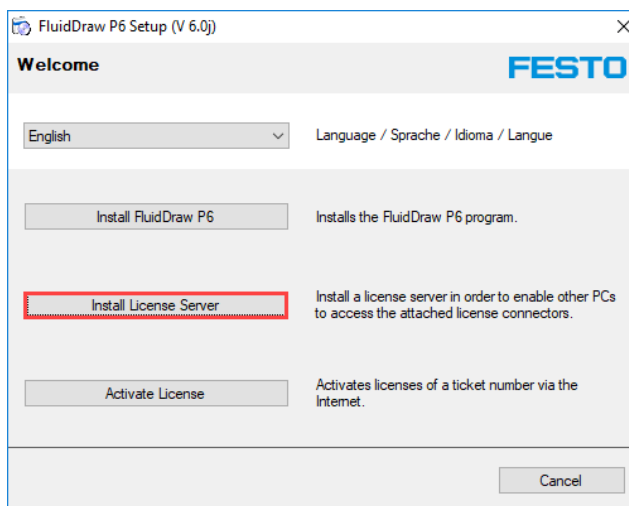 FluidDraw P6 Setup (V 6.0j)
Welcome
FESTO
English
Language / Sprache / Idioma / Langue
Install FluidDraw P6
Installs the FluidDraw P6 program.
Install License Server
Install a license server in order to enable other PCs
to access the attached license connectors.
Activate License
Activates licenses of a ticket number via the
Internet.
Cancel